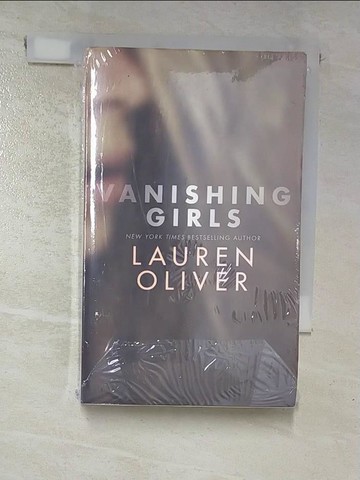 VANISHING
GIRLS
NEW YORK TIMES BESTSELLING AUTHOR
LAUREN
OLIVER